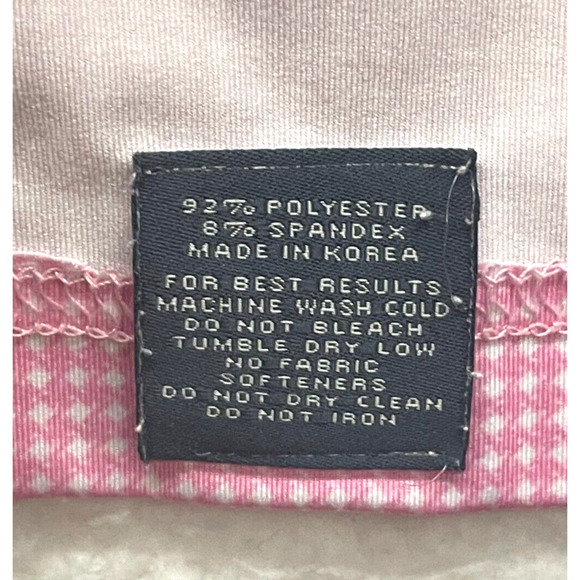 92% POLYESTER
8% SPANDEX
MADE IN KOREA
FOR BEST RESULTS
MACHINE WASH COLD
DO NOT BLEACH
TUMBLE DRY LOW
NO FABRIC
SOFTENERS
DO NOT DRY CLEAN
DO NOT IRON